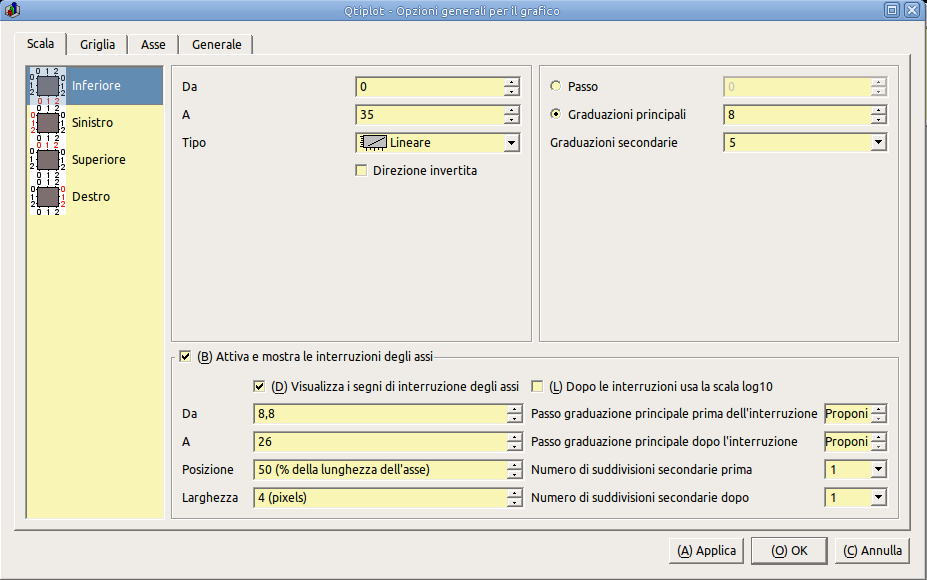 Qtiplot - Opzioni generali per il grafico
Scala
Griglia
Asse
Generale
Inferiore
Sinistro
Superiore
Destro
Da
0
A
35
Tipo
Lineare
Direzione invertita
Passo
0
Graduazioni principali
8
Graduazioni secondarie
5
(B) Attiva e mostra le interruzioni degli assi
(D) Visualizza i segni di interruzione degli assi
(L) Dopo le interruzioni usa la scala log10
Da
8,8
Passo graduazione principale prima dell'interruzione
Proponi
A
26
Passo graduazione principale dopo l'interruzione
Proponi
Posizione
50 (% della lunghezza dell'asse)
Numero di suddivisioni secondarie prima
1
Larghezza
4 (pixels)
Numero di suddivisioni secondarie dopo
1
(A) Applica
(O) OK
(C) Annulla